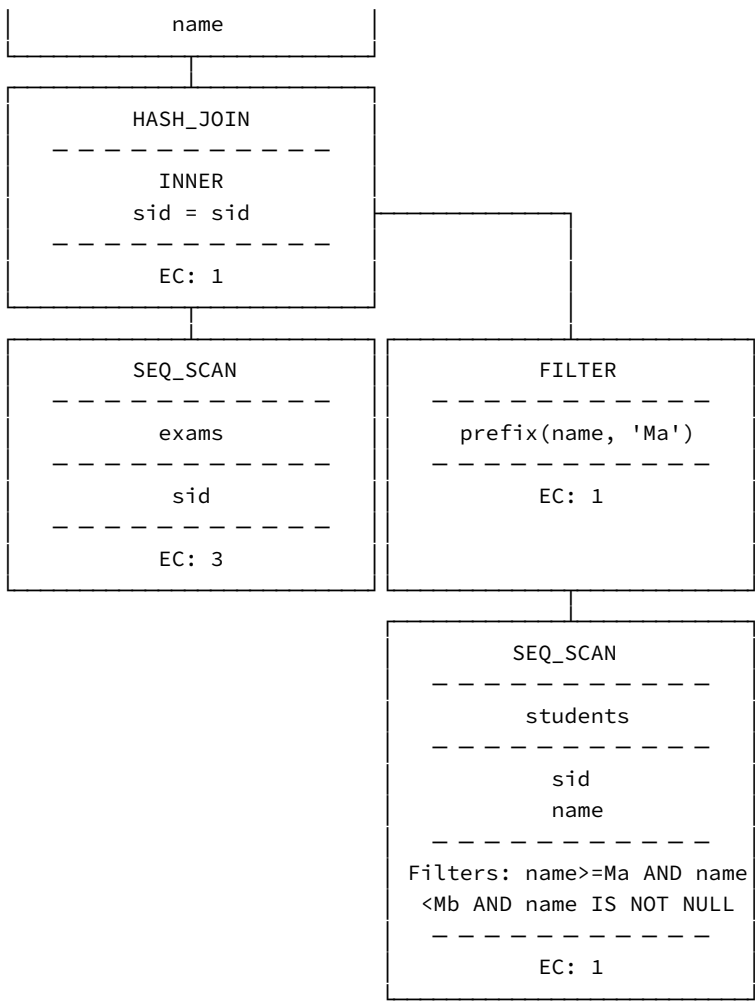 name
HASH_JOIN
INNER
sid = sid
EC: 1
SEQ_SCAN
exams
sid
EC: 3
FILTER
prefix(name, 'Ma')
EC: 1
SEQ_SCAN
students
sid
name
Filters: name>=Ma AND name
<Mb AND name IS NOT NULL
EC: 1